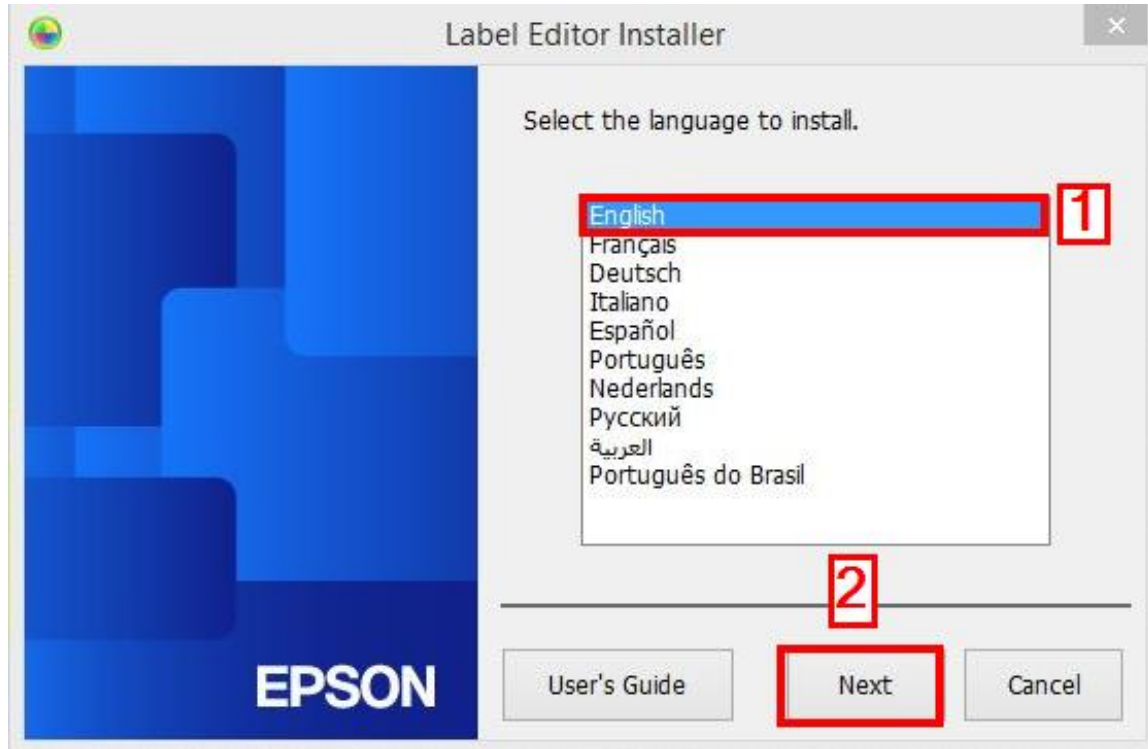 Label Editor Installer
Select the language to install.
English
1
Français
Deutsch
Italiano
Español
Português
Nederlands
Русский
العربية
Português do Brasil
2
EPSON
User's Guide
Next
Cancel